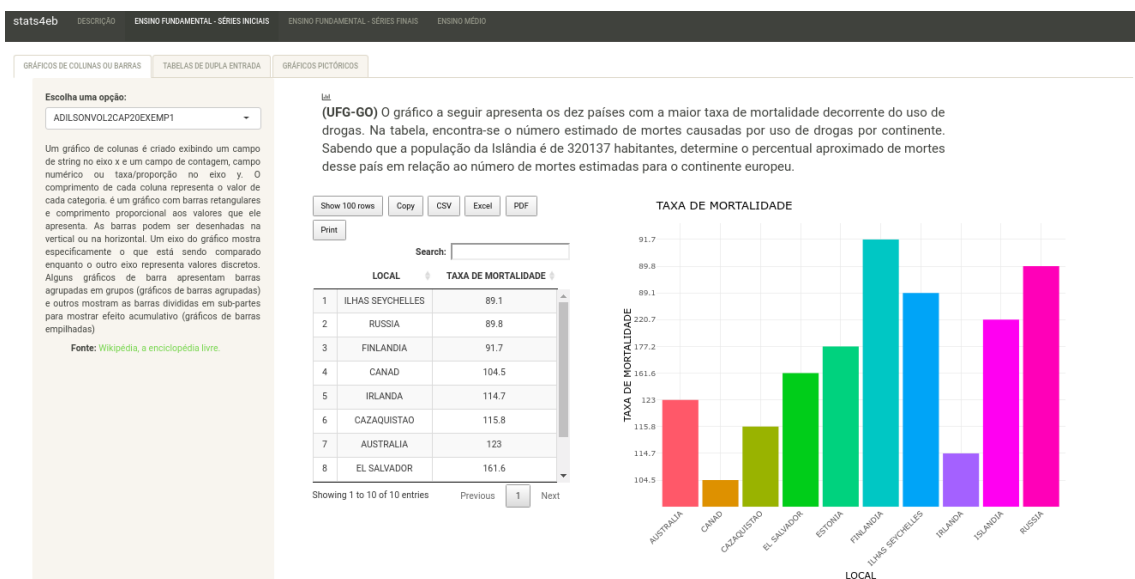 stats4eb DESCRIÇÃO ENSINO FUNDAMENTAL - SÉRIES INICIAIS ENSINO FUNDAMENTAL - SÉRIES FINAIS ENSINO MÉDIO
GRÁFICOS DE COLUNAS OU BARRAS TABELAS DE DUPLA ENTRADA GRÁFICOS PICTÓRICOS
Escolha uma opção:
ADILSONVOL2CAP20EXEMP1
Um gráfico de colunas é criado exibindo um campo
de string no eixo x e um campo de contagem, campo
numérico ou taxa/proporção no eixo y. O
comprimento de cada coluna representa o valor de
cada categoria. é um gráfico com barras retangulares
e comprimento proporcional aos valores que ele
apresenta. As barras podem ser desenhadas na
vertical ou na horizontal. Um eixo do gráfico mostra
especificamente o que está sendo comparado
enquanto o outro eixo representa valores discretos.
Alguns gráficos de barra apresentam barras
agrupadas em grupos (gráficos de barras agrupadas)
e outros mostram as barras divididas em sub-partes
para mostrar efeito acumulativo (gráficos de barras
empilhadas)
Fonte: Wikipédia, a enciclopédia livre.
(UFG-GO) O gráfico a seguir apresenta os dez países com a maior taxa de mortalidade decorrente do uso de
drogas. Na tabela, encontra-se o número estimado de mortes causadas por uso de drogas por continente.
Sabendo que a população da Islândia é de 320137 habitantes, determine o percentual aproximado de mortes
desse país em relação ao número de mortes estimadas para o continente europeu.
Show 100 rows Copy CSV Excel PDF
Print
Search:
LOCAL TAXA DE MORTALIDADE
1 ILHAS SEYCHELLES 89.1
2 RUSSIA 89.8
3 FINLANDIA 91.7
4 CANAD 104.5
5 IRLANDA 114.7
6 CAZAQUISTAO 115.8
7 AUSTRALIA 123
8 EL SALVADOR 161.6
Showing 1 to 10 of 10 entries Previous 1 Next
TAXA DE MORTALIDADE
TAXA DE MORTALIDADE
91.7
89.8
89.1
220.7
177.2
161.6
123
115.8
114.7
104.5
AUSTRALIA
CANAD
CAZAQUISTAO
EL SALVADOR
ESTONIA
FINLANDIA
ILHAS SEYCHELLES
IRLANDA
ISLANDIA
RUSSIA
LOCAL